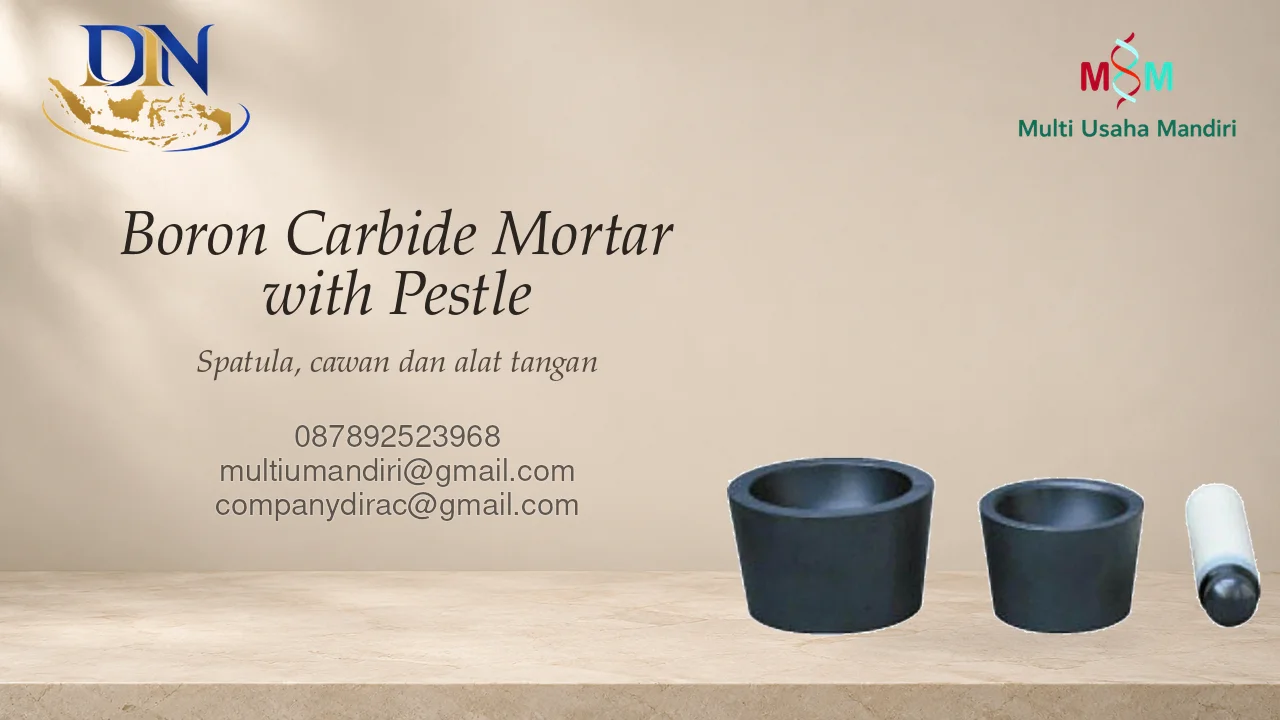 DN
M M
Multi Usaha Mandiri
Boron Carbide Mortar
with Pestle
Spatula, cawan dan alat tangan
087892523968
multiumandiri@gmail.com
companydirac@gmail.com